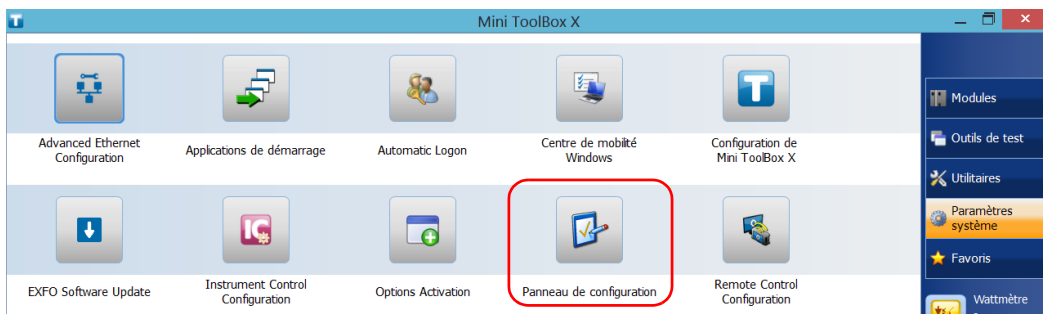 Mini ToolBox X
Advanced Ethernet
Configuration
Applications de démarrage
Automatic Logon
Centre de mobilité
Windows
Configuration de
Mini ToolBox X
EXFO Software Update
Instrument Control
Configuration
Options Activation
Panneau de configuration
Remote Control
Configuration
Modules
Outils de test
Utilitaires
Paramètres
système
Favoris
Wattmètre